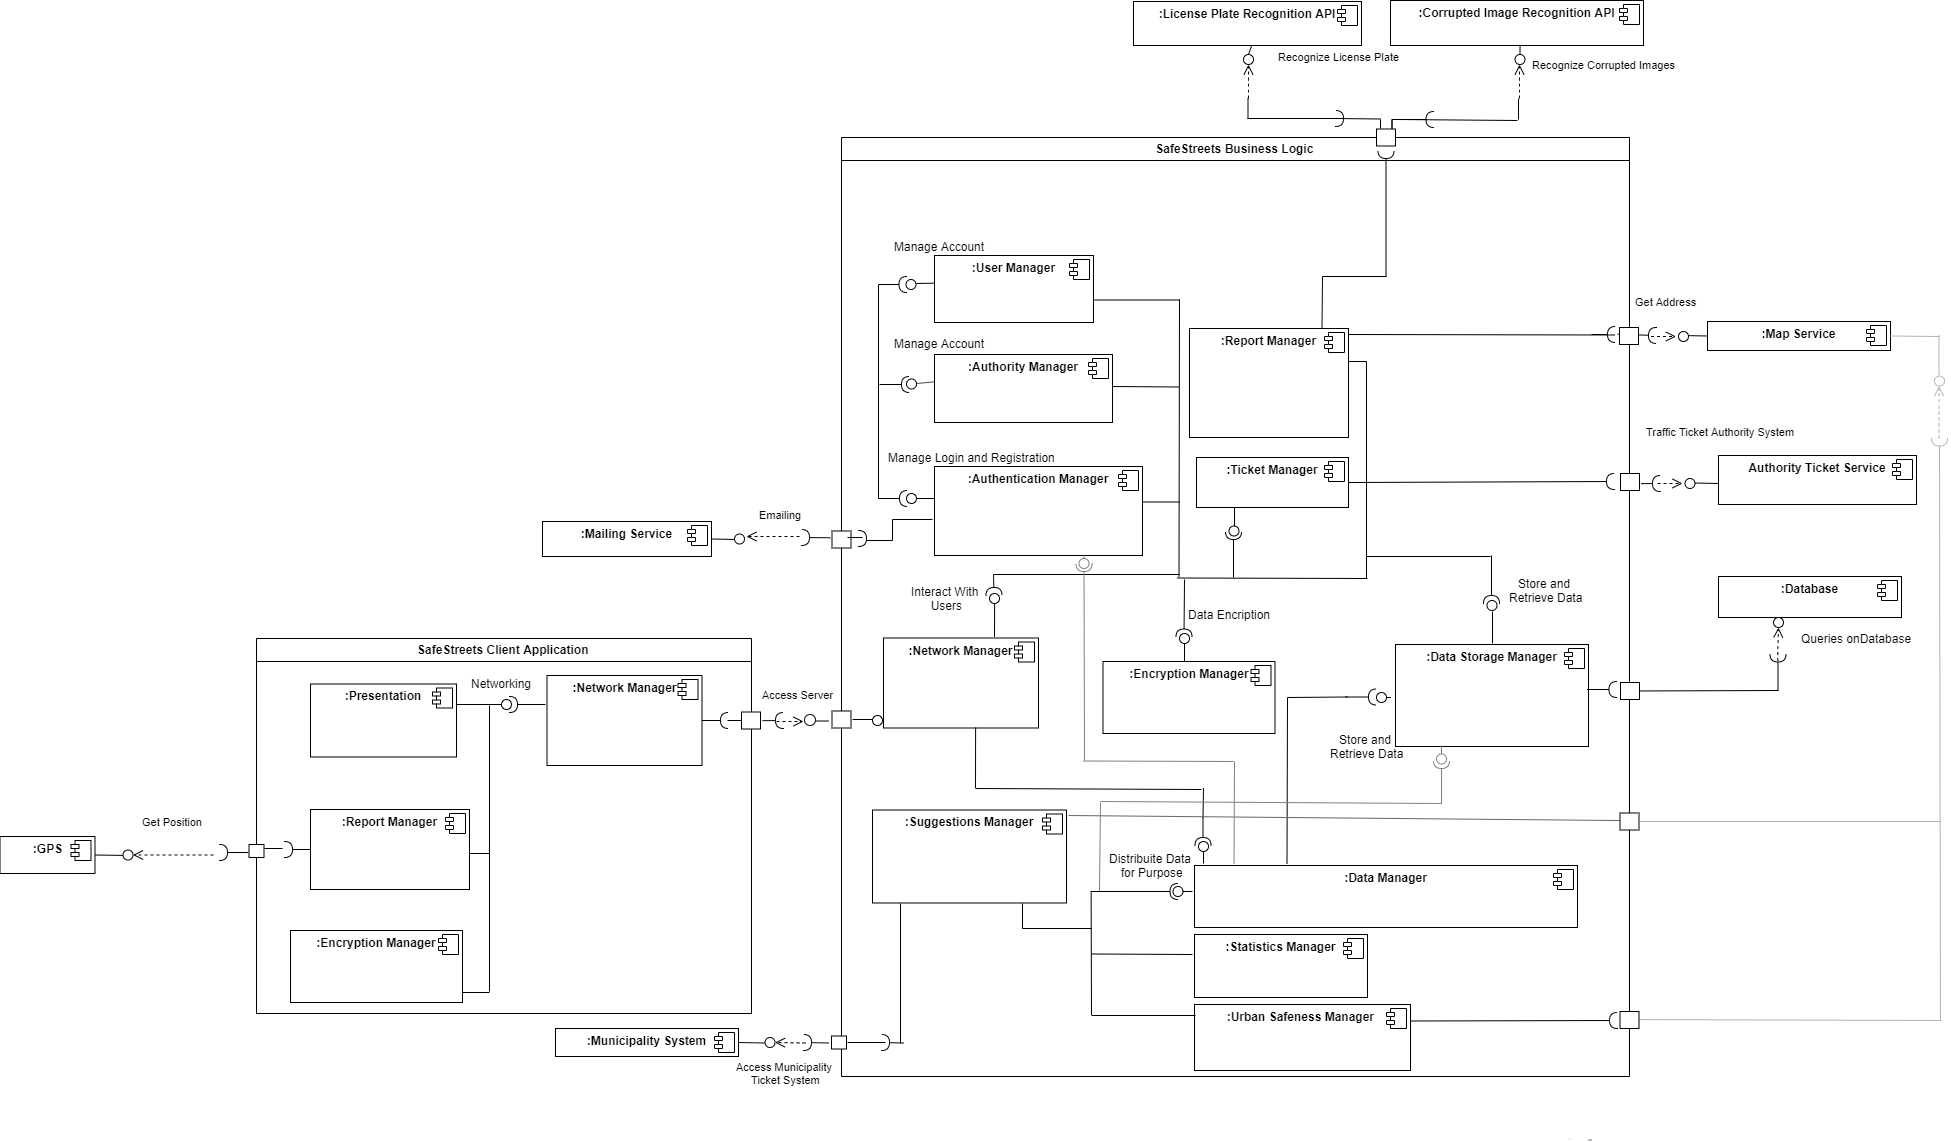 :License Plate Recognition API
:Corrupted Image Recognition API
Recognize License Plate
Recognize Corrupted Images
SafeStreets Business Logic
Manage Account
:User Manager
Get Address
:Map Service
:Report Manager
Manage Account
:Authority Manager
Traffic Ticket Authority System
Manage Login and Registration
:Authentication Manager
:Ticket Manager
Authority Ticket Service
Emailing
:Mailing Service
Interact With
Users
Data Encription
Store and
Retrieve Data
:Database
Queries onDatabase
SafeStreets Client Application
:Network Manager
:Encryption Manager
:Data Storage Manager
:Presentation
Networking
:Network Manager
Access Server
Store and
Retrieve Data
Get Position
:GPS
:Report Manager
:Suggestions Manager
Distribuite Data
for Purpose
:Data Manager
:Encryption Manager
:Statistics Manager
:Urban Safeness Manager
:Municipality System
Access Municipality
Ticket System